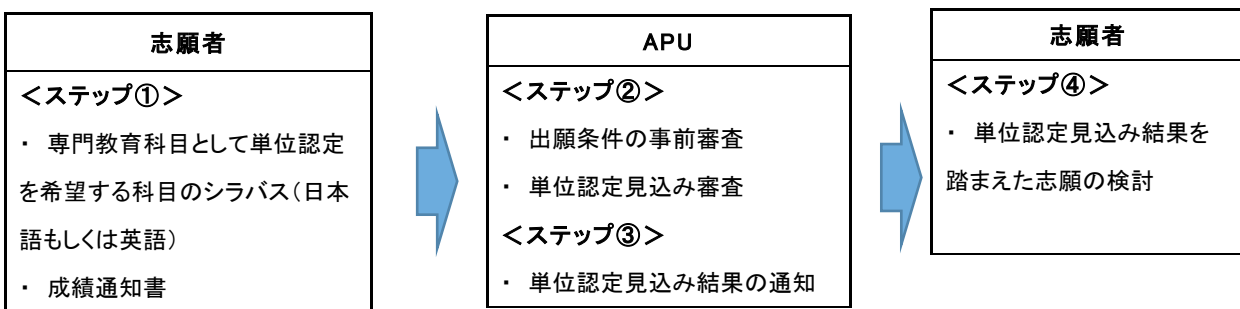 志願者
<ステップ①>
・ 専門教育科目として単位認定
を希望する科目のシラバス(日本
語もしくは英語)
・ 成績通知書
APU
<ステップ②>
・ 出願条件の事前審査
・ 単位認定見込み審査
<ステップ③>
・ 単位認定見込み結果の通知
志願者
<ステップ④>
・ 単位認定見込み結果を
踏まえた志願の検討